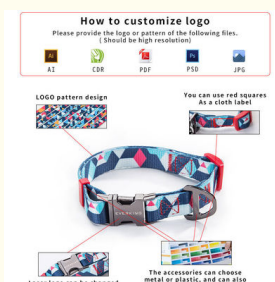 How to customize logo
Please provide the logo or pattern of the following files.
( Should be high resolution)
Ai
Ps
AI
CDR
PDF
PSD
JPG
LOGO pattern design
You can use red squares
As a cloth label
The accessories can choose
metal or plastic, and can also